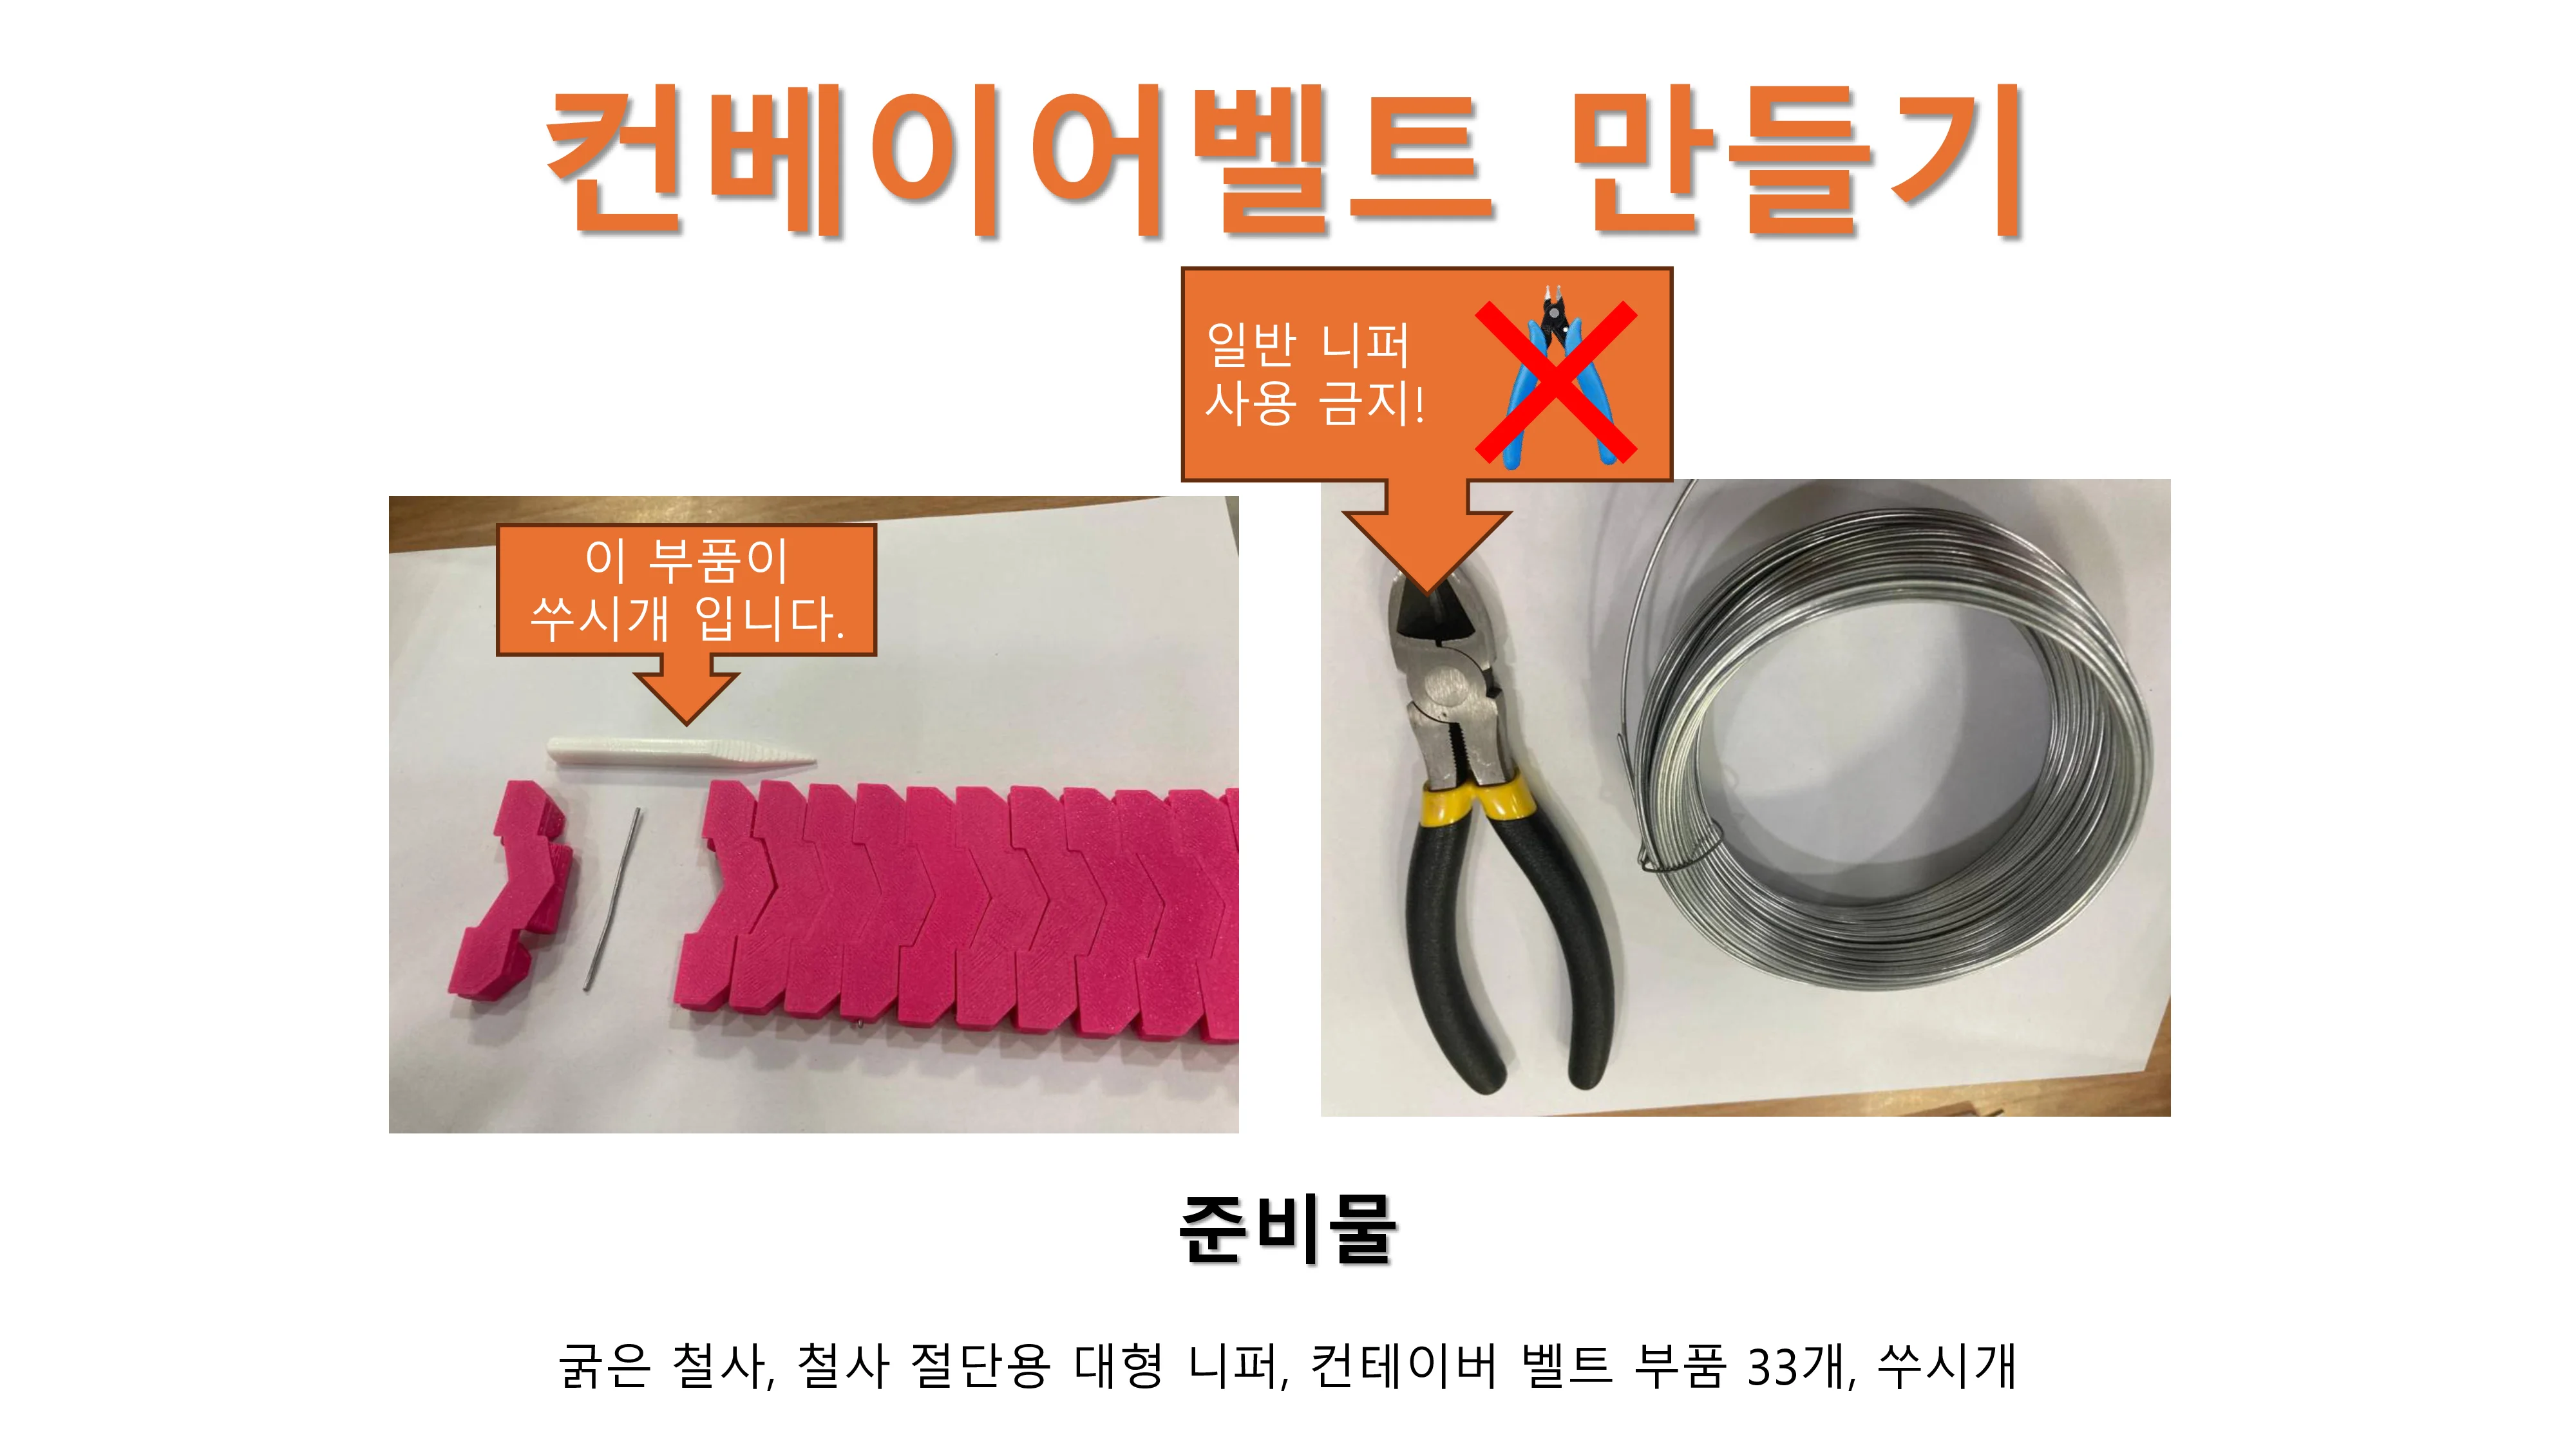 컨베이어벨트 만들기
일반 니퍼
사용 금지!
이 부품이
쑤시개 입니다.
준비물
굵은 철사, 철사 절단용 대형 니퍼, 컨테이버 벨트 부품 33개, 쑤시개